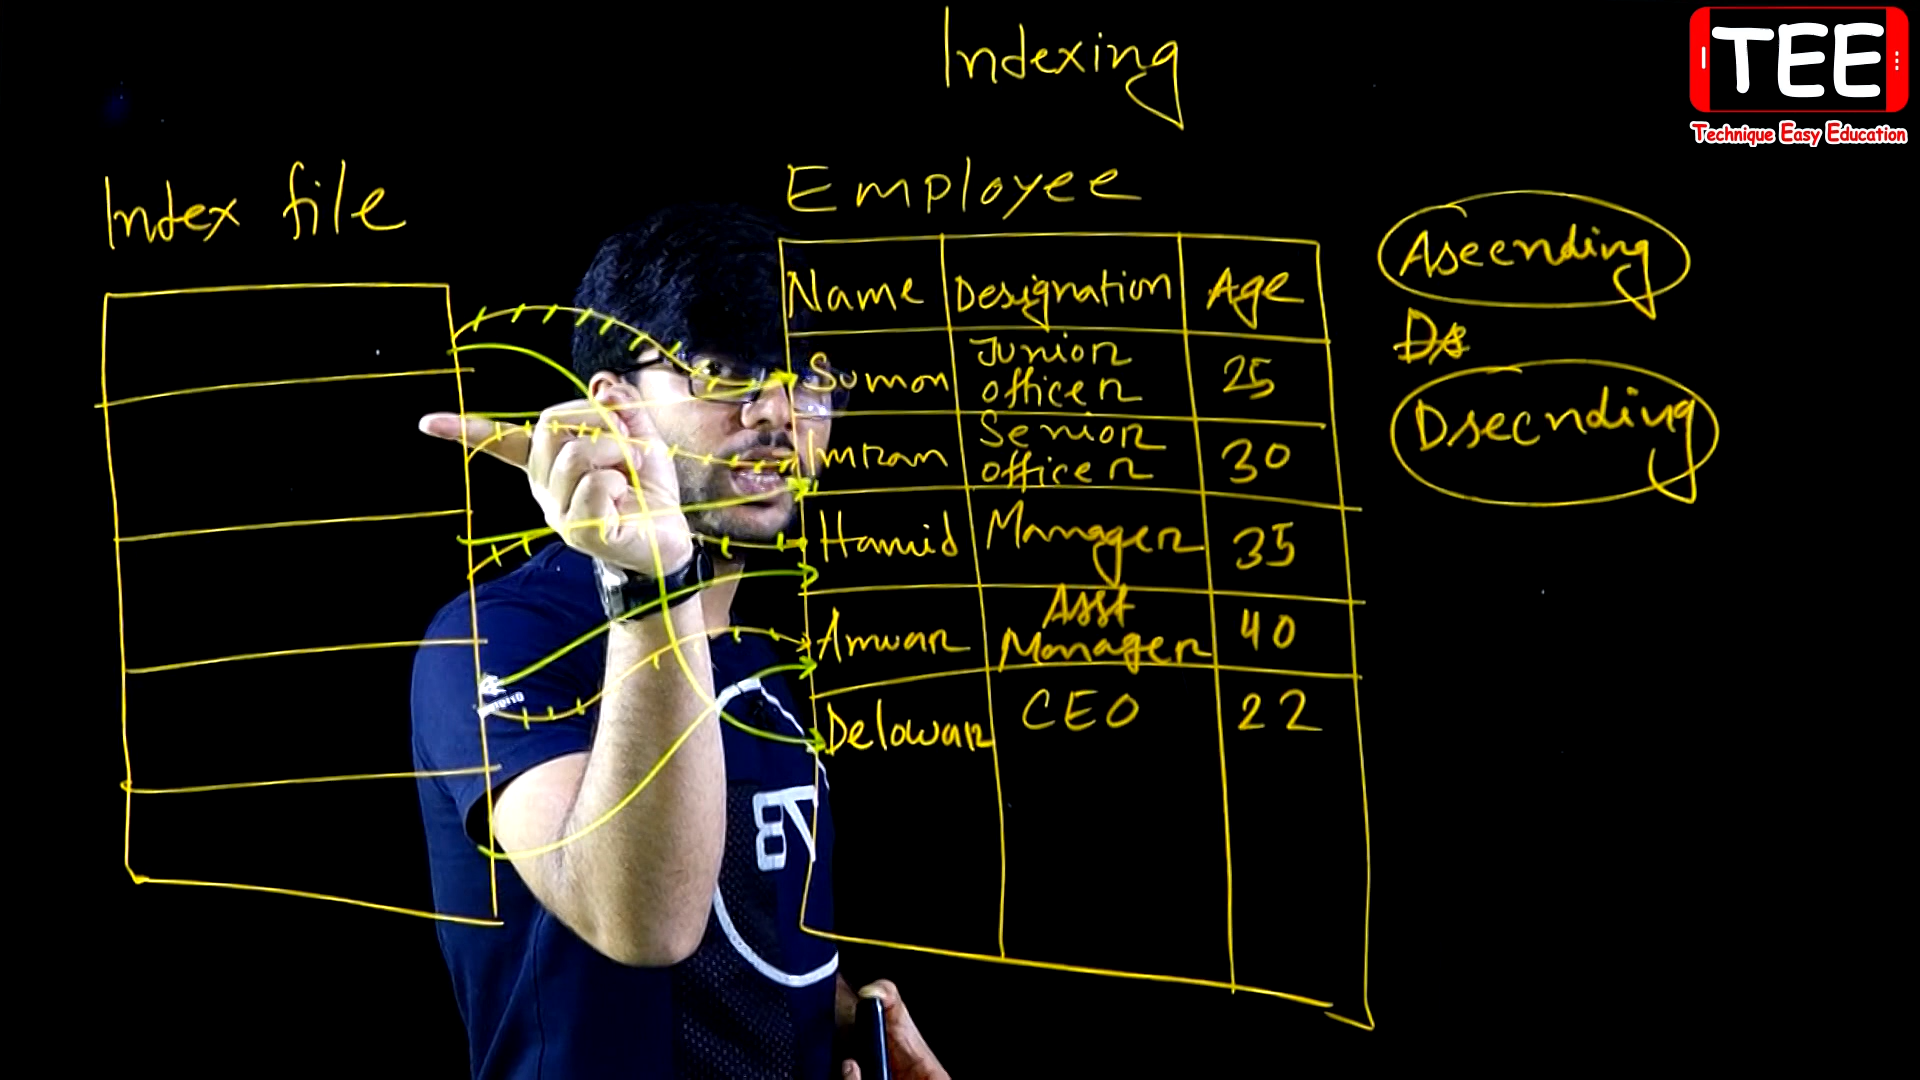 Indexing
TEE
Technique Easy Education
Index file
Employee
Name Designation Age
Sumon Junior officer 25
Imran Senior officer 30
Hamid Manager 35
Anwar Asst Manager 40
Delowar CEO 22
Ascending
Dsecnding